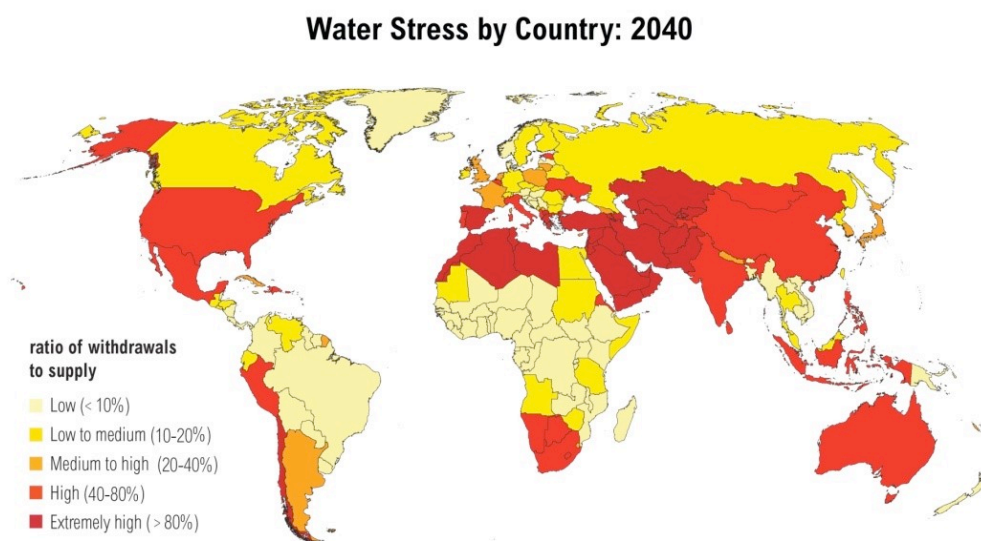 Water Stress by Country: 2040
ratio of withdrawals
to supply
Low (< 10%)
Low to medium (10-20%)
Medium to high (20-40%)
High (40-80%)
Extremely high (> 80%)